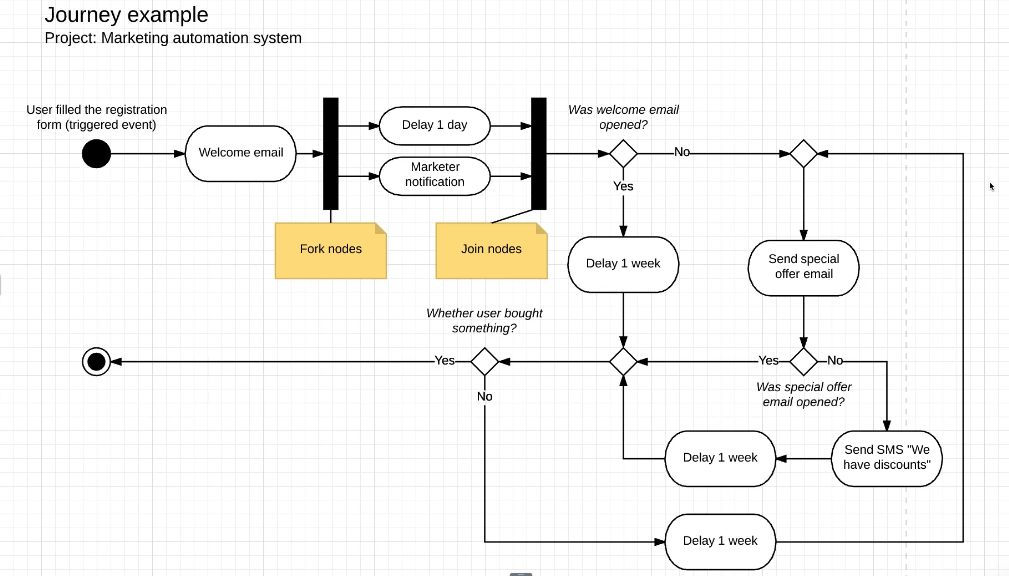 Journey example
Project: Marketing automation system
User filled the registration
form (triggered event)
Welcome email
Delay 1 day
Marketer
notification
Was welcome email
opened?
No
Yes
Fork nodes
Join nodes
Delay 1 week
Send special
offer email
Whether user bought
something?
Yes
No
Yes
No
Was special offer
email opened?
Delay 1 week
Send SMS "We
have discounts"
Delay 1 week